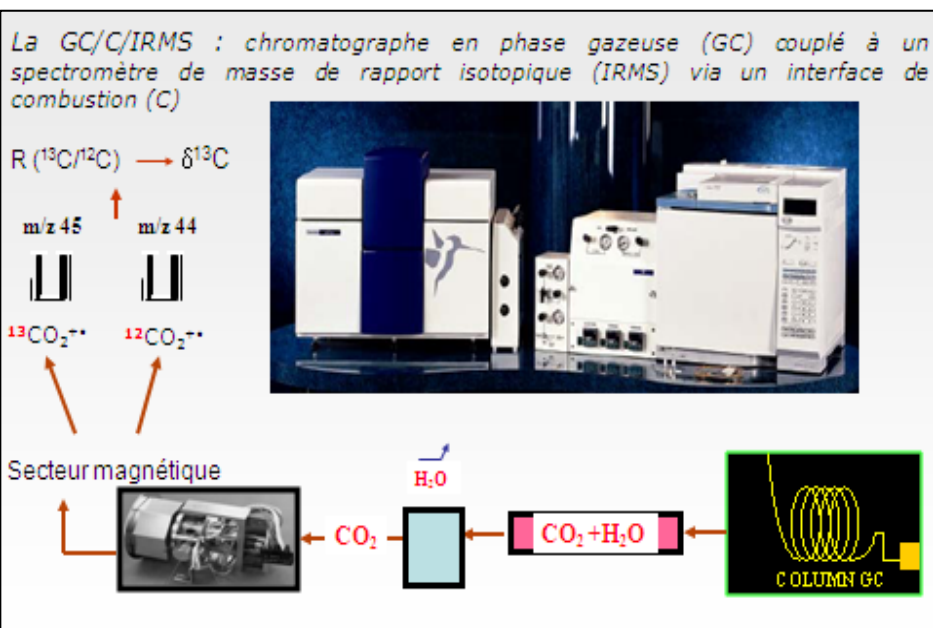 La GC/C/IRMS : chromatographe en phase gazeuse (GC) couplé à un
spectromètre de masse de rapport isotopique (IRMS) via un interface de
combustion (C)
R (¹³C/¹²C) → δ¹³C
m/z 45 m/z 44
¹³CO₂⁺• ¹²CO₂⁺•
Secteur magnétique
H₂O
CO₂ CO₂+H₂O
COLUMN GC